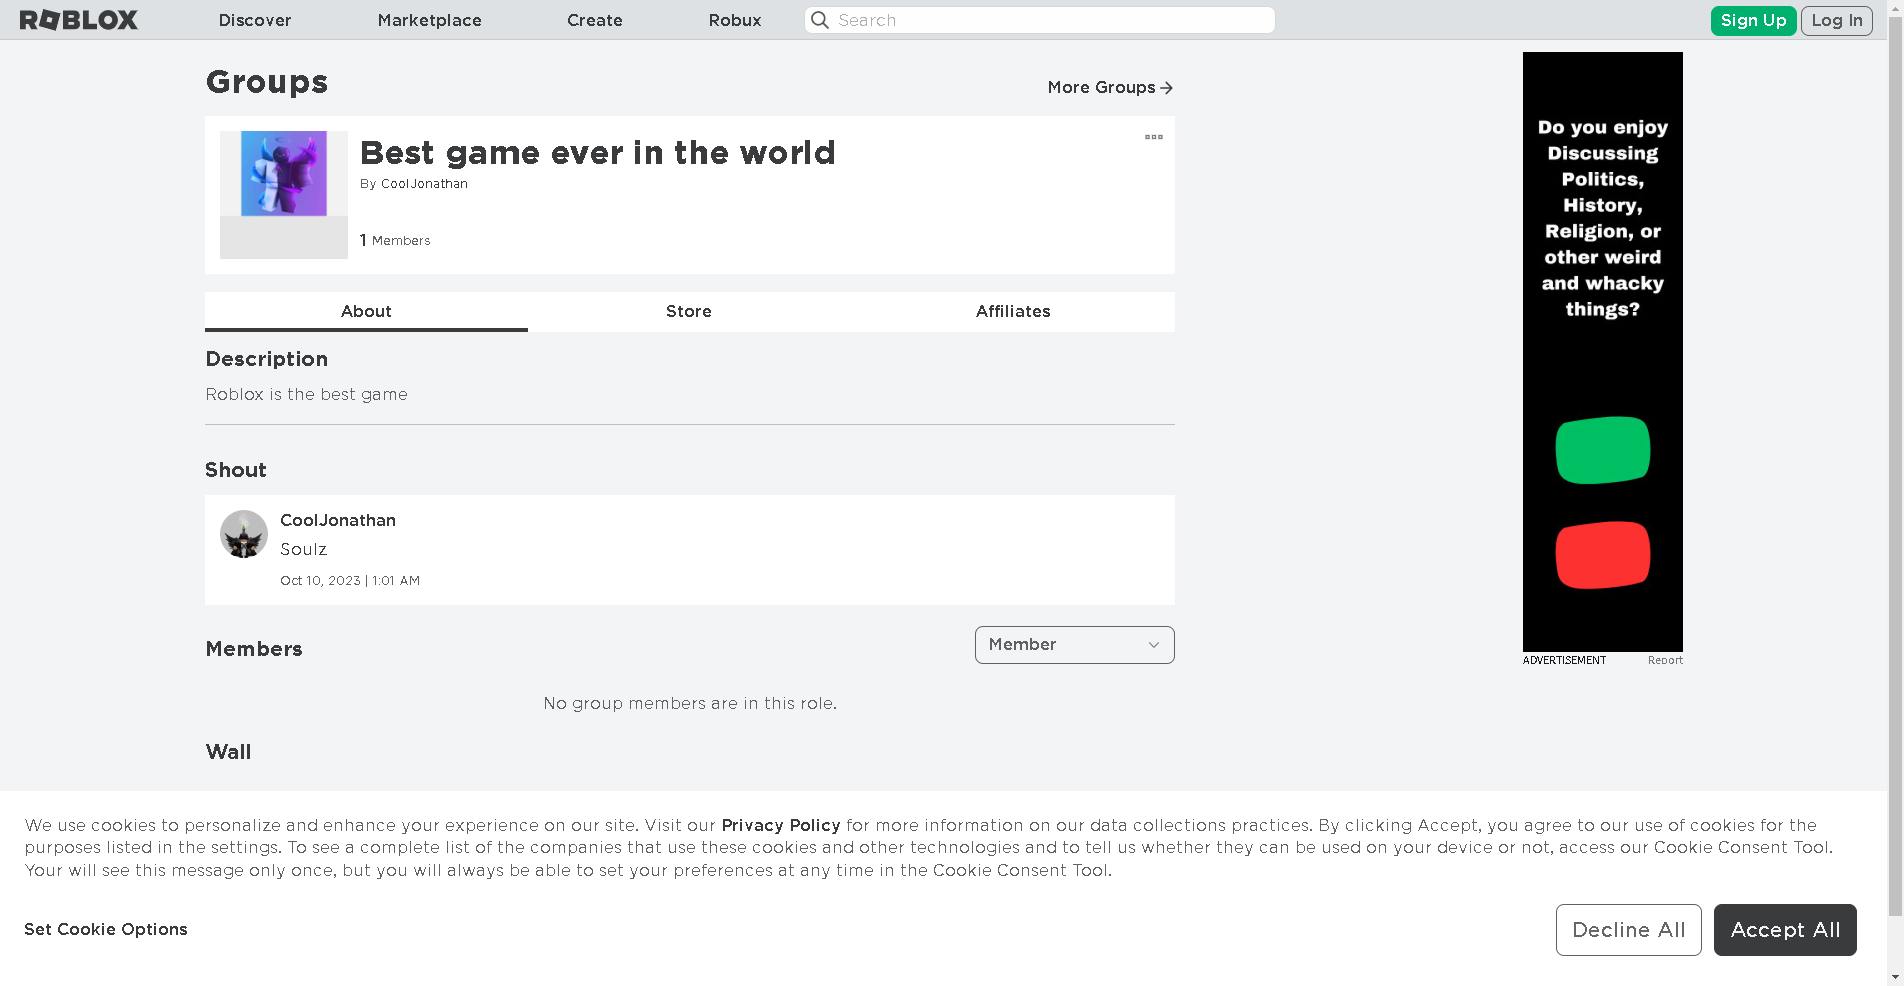 ROBLOX
Discover
Marketplace
Create
Robux
Search
Sign Up
Log In
Groups
More Groups
Best game ever in the world
By CoolJonathan
1 Members
About
Store
Affiliates
Description
Roblox is the best game
Shout
CoolJonathan
Soulz
Oct 10, 2023 | 1:01 AM
Members
Member
No group members are in this role.
Wall
Do you enjoy
Discussing
Politics,
History,
Religion, or
other weird
and whacky
things?
ADVERTISEMENT
Report
We use cookies to personalize and enhance your experience on our site. Visit our Privacy Policy for more information on our data collections practices. By clicking Accept, you agree to our use of cookies for the
purposes listed in the settings. To see a complete list of the companies that use these cookies and other technologies and to tell us whether they can be used on your device or not, access our Cookie Consent Tool.
Your will see this message only once, but you will always be able to set your preferences at any time in the Cookie Consent Tool.
Set Cookie Options
Decline All
Accept All